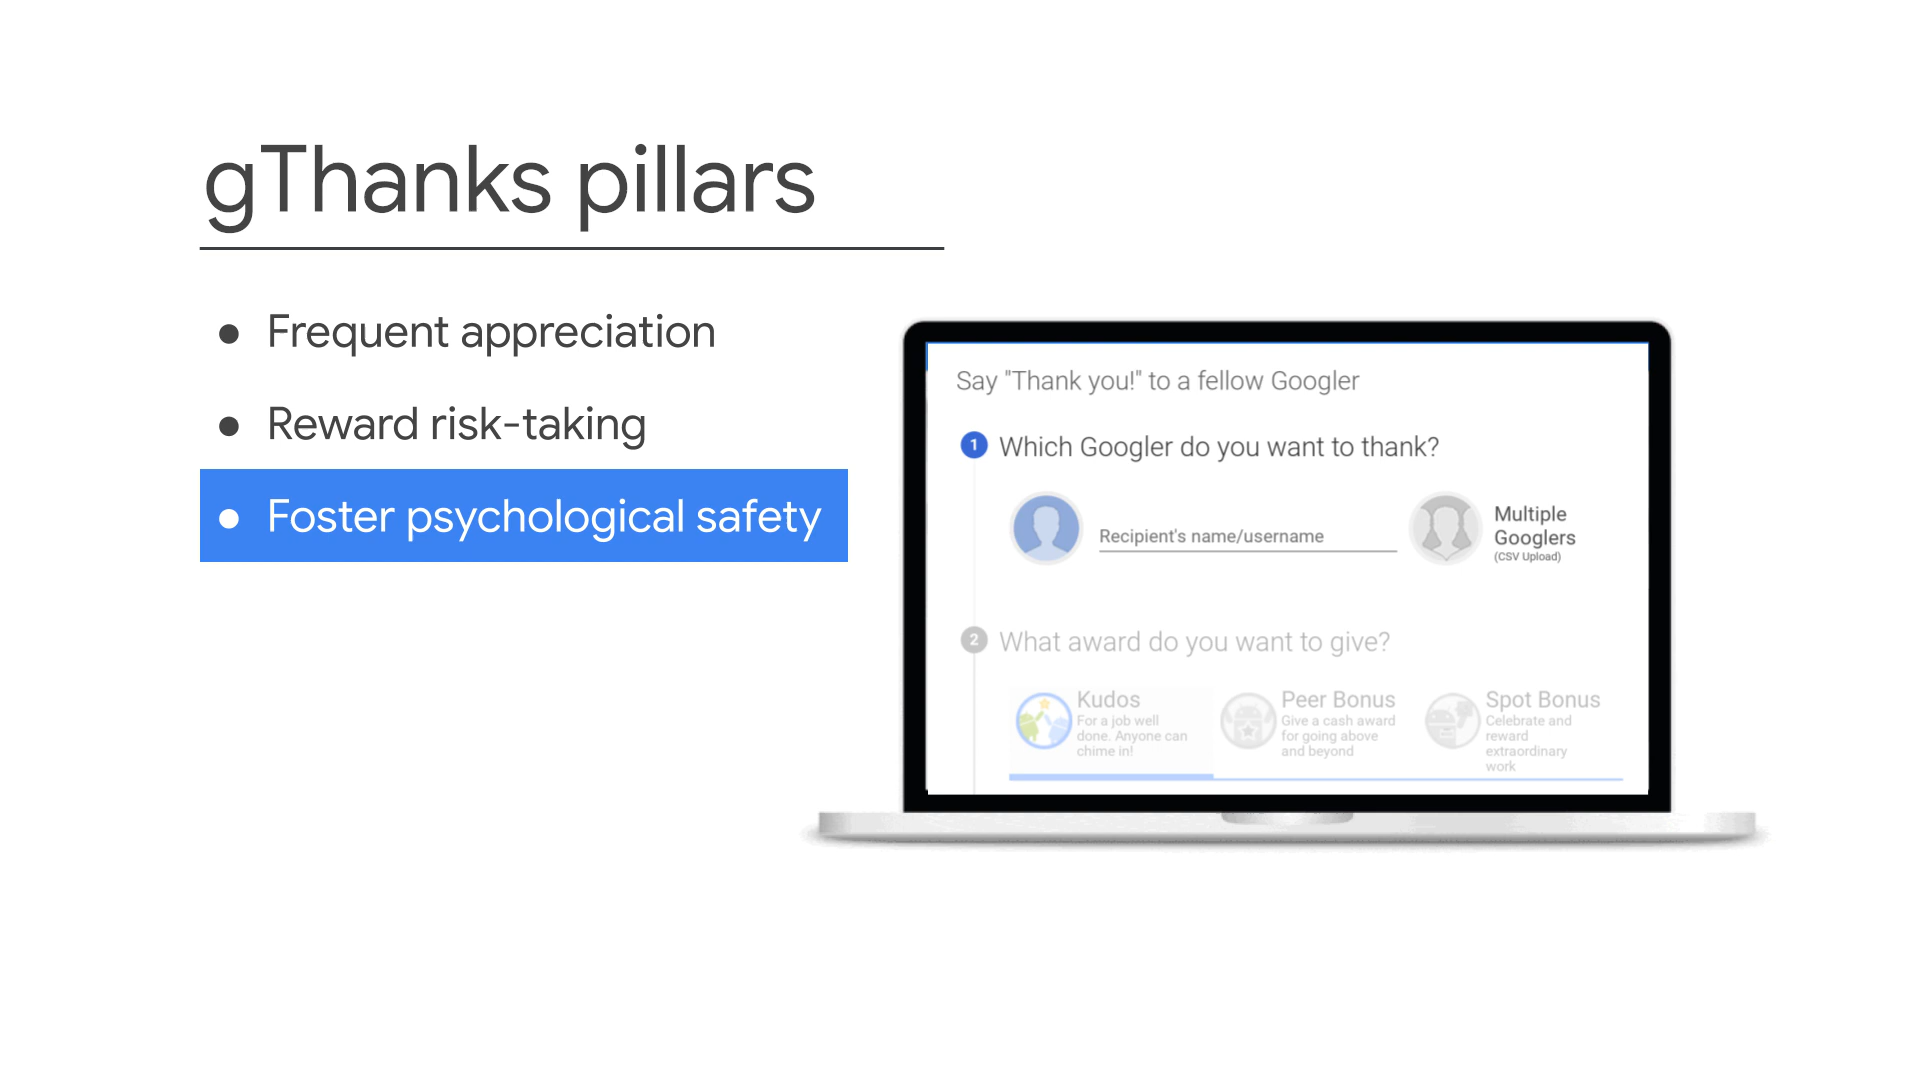 gThanks pillars
● Frequent appreciation
● Reward risk-taking
● Foster psychological safety
Say "Thank you!" to a fellow Googler
1 Which Googler do you want to thank?
Recipient's name/username
Multiple
Googlers
(CSV Upload)
2 What award do you want to give?
Kudos
For a job well
done. Anyone can
chime in!
Peer Bonus
Give a cash award
for going above
and beyond
Spot Bonus
Celebrate and
reward
extraordinary
work